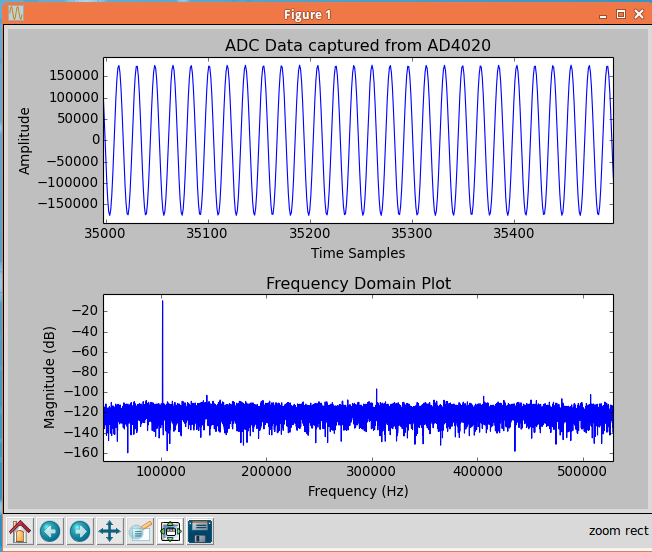 Figure 1
ADC Data captured from AD4020
150000
100000
50000
0
−50000
−100000
−150000
Amplitude
35000 35100 35200 35300 35400
Time Samples
Frequency Domain Plot
−20
−40
−60
−80
−100
−120
−140
−160
Magnitude (dB)
100000 200000 300000 400000 500000
Frequency (Hz)
zoom rect